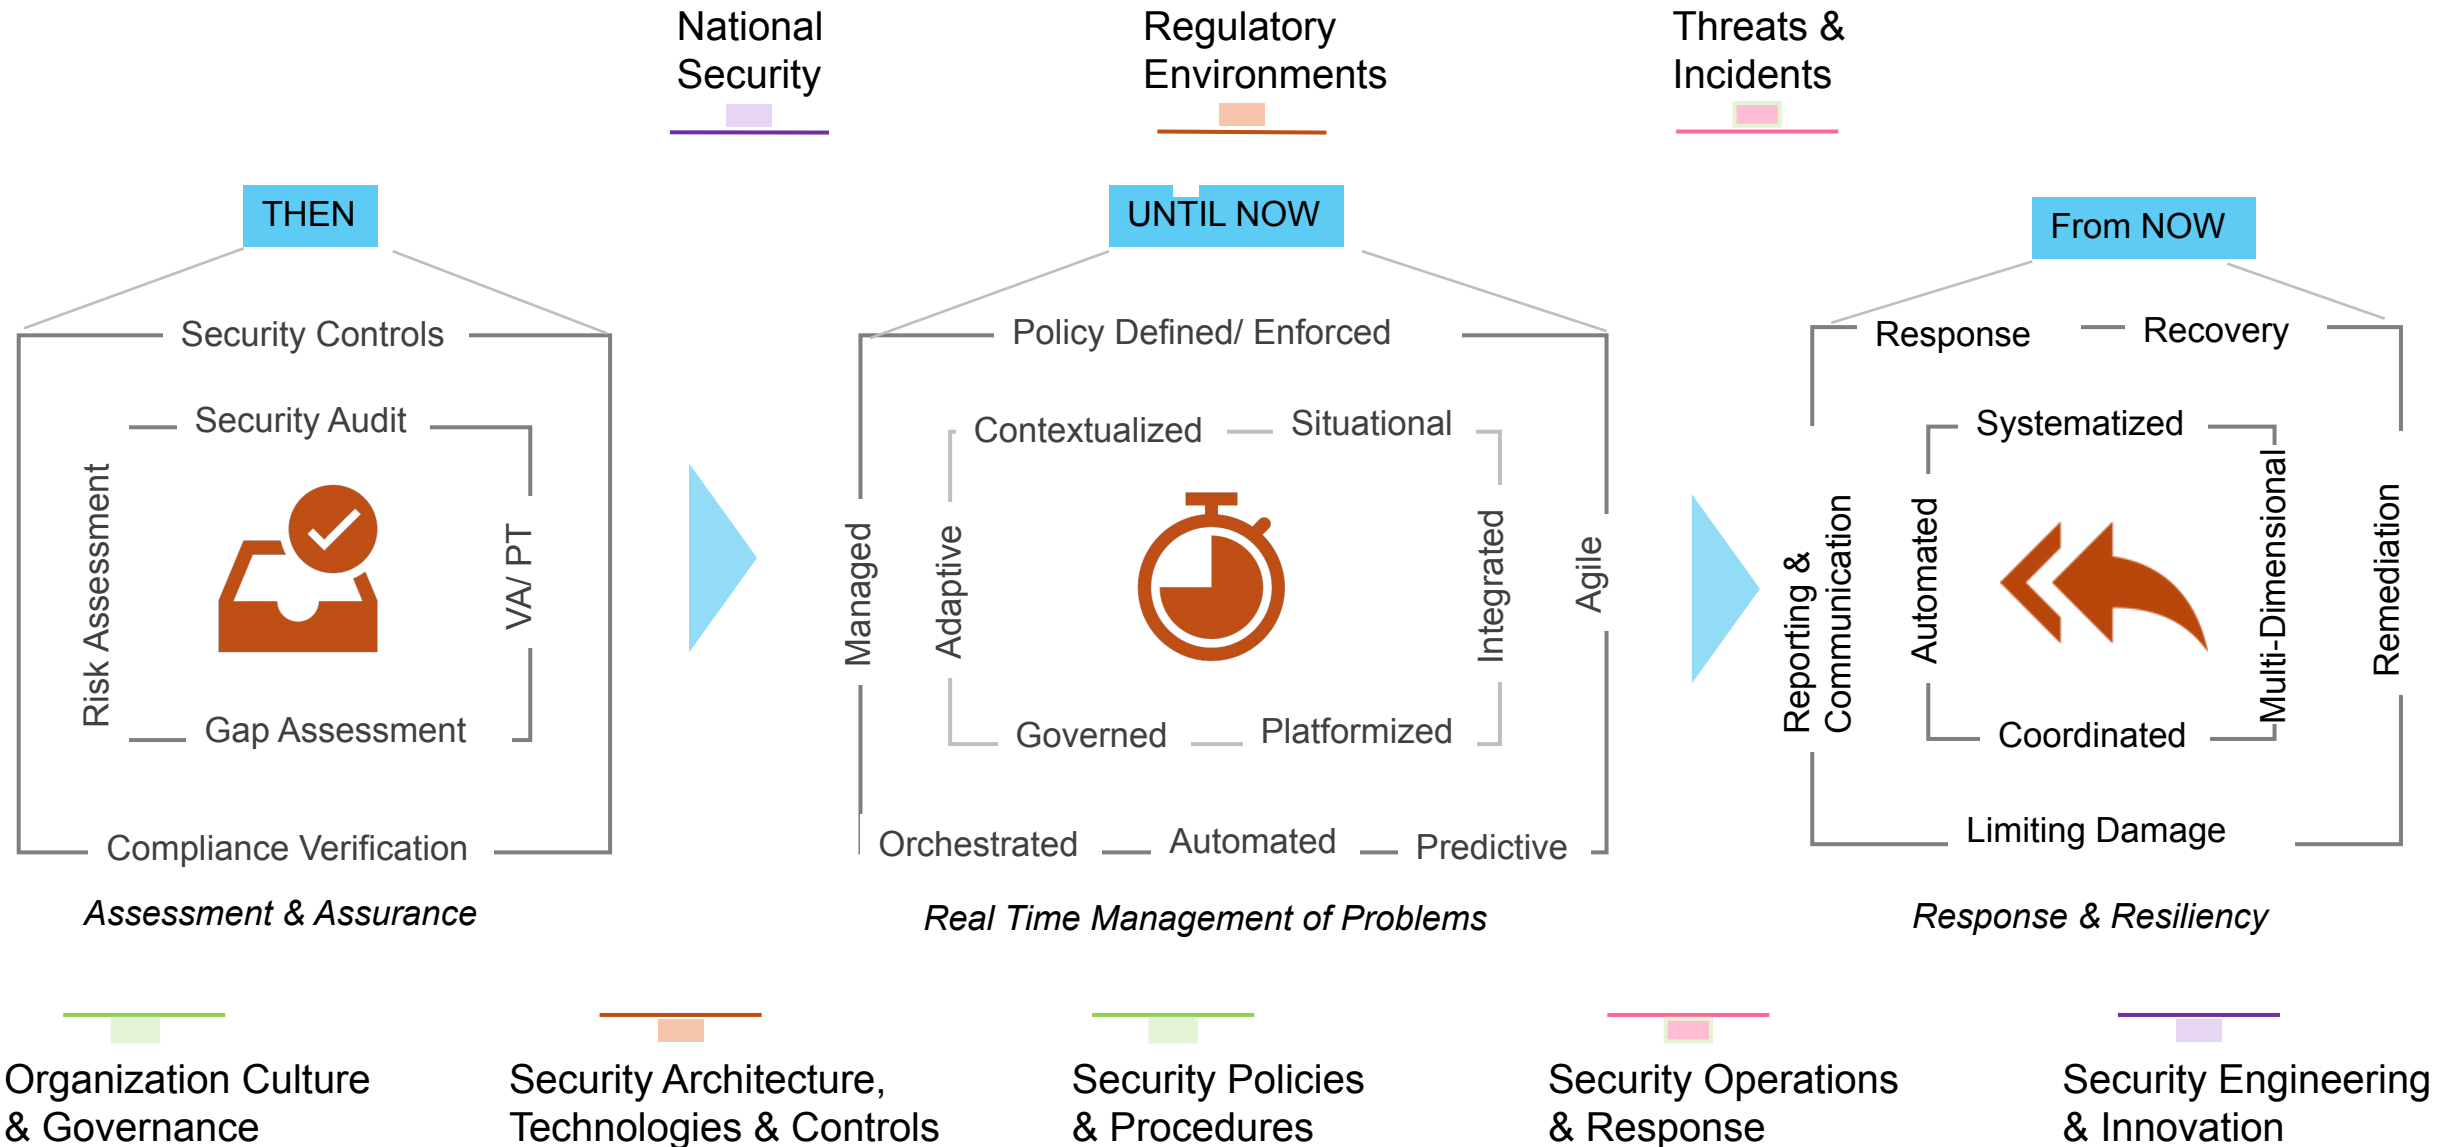 National
Security
Regulatory
Environments
Threats &
Incidents
THEN
UNTIL NOW
From NOW
Security Controls
Security Audit
Risk Assessment
VA/ PT
Gap Assessment
Compliance Verification
Assessment & Assurance
Policy Defined/ Enforced
Contextualized
Situational
Managed
Adaptive
Integrated
Agile
Governed
Platformized
Orchestrated
Automated
Predictive
Real Time Management of Problems
Response
Recovery
Systematized
Reporting &
Communication
Automated
Multi-Dimensional
Remediation
Coordinated
Limiting Damage
Response & Resiliency
Organization Culture
& Governance
Security Architecture,
Technologies & Controls
Security Policies
& Procedures
Security Operations
& Response
Security Engineering
& Innovation